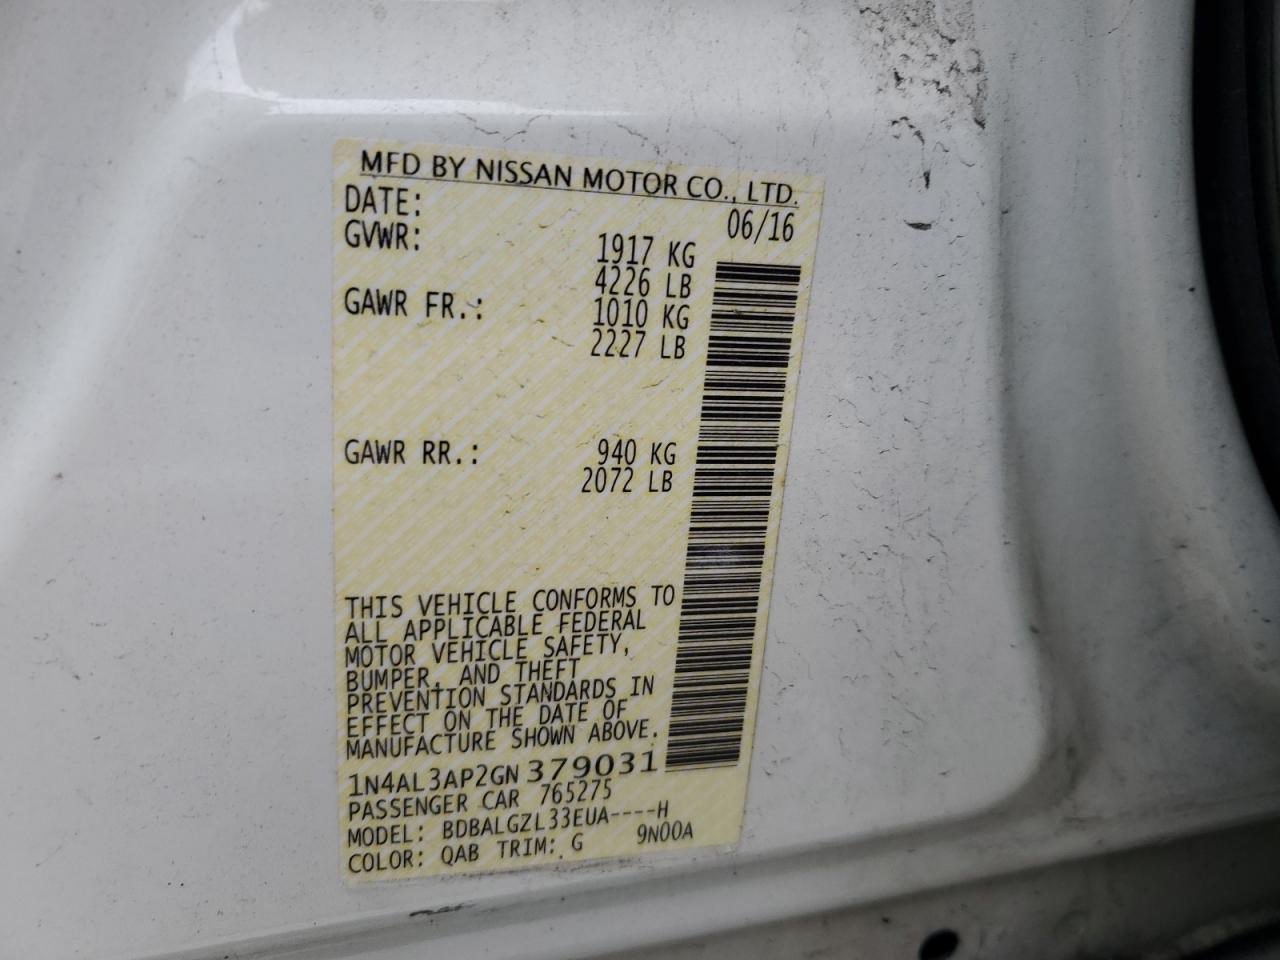 MFD BY NISSAN MOTOR CO., LTD.
DATE: 06/16
GVWR: 1917 KG
4226 LB
GAWR FR.: 1010 KG
2227 LB
GAWR RR.: 940 KG
2072 LB
THIS VEHICLE CONFORMS TO
ALL APPLICABLE FEDERAL
MOTOR VEHICLE SAFETY,
BUMPER, AND THEFT
PREVENTION STANDARDS IN
EFFECT ON THE DATE OF
MANUFACTURE SHOWN ABOVE.
1N4AL3AP2GN379031
PASSENGER CAR 765275
MODEL: BDBALGZL33EUA----H
COLOR: QAB TRIM: G 9N00A